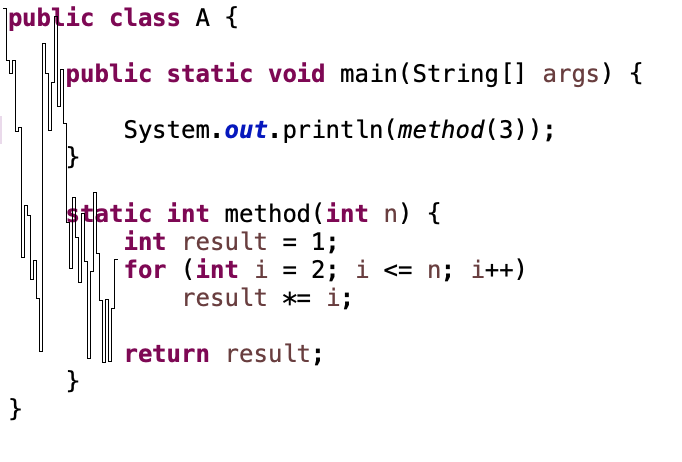 public class A {
public static void main(String[] args) {
System.out.println(method(3));
}
static int method(int n) {
int result = 1;
for (int i = 2; i <= n; i++)
result *= i;
return result;
}
}